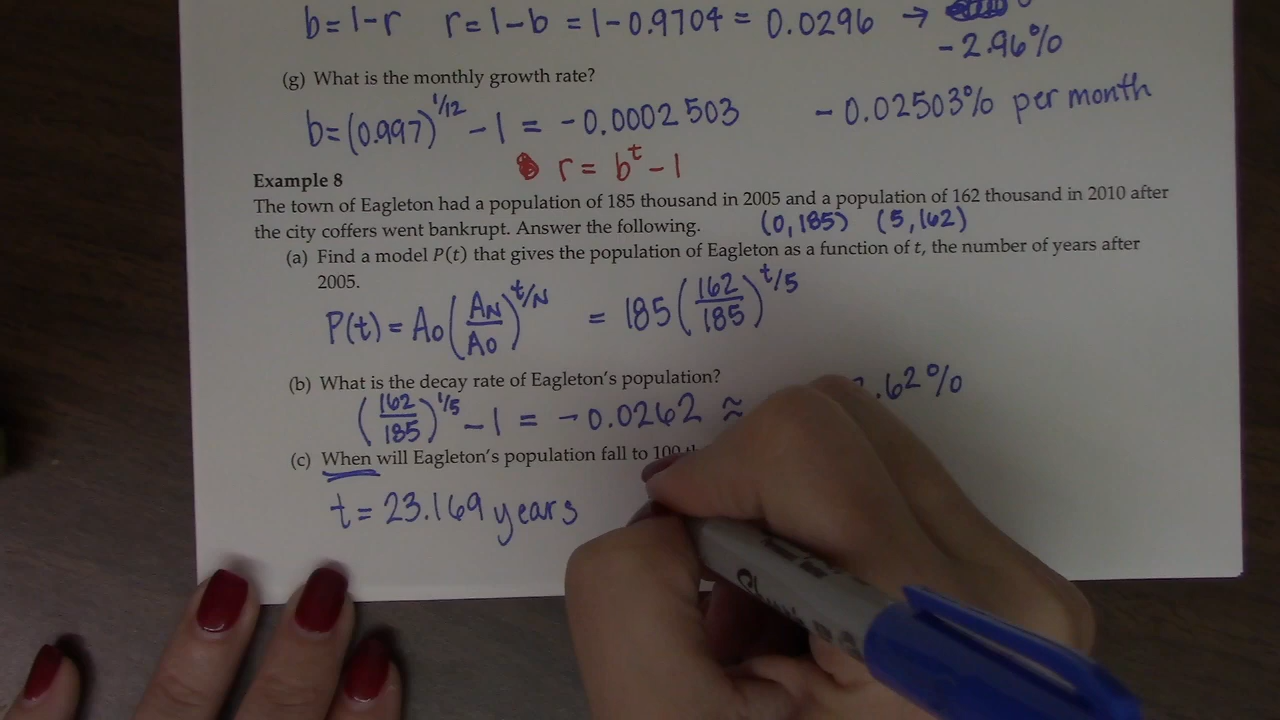 b=1-r r=1-b = 1-0.9704 = 0.0296 →
-2.96%
(g) What is the monthly growth rate?
b=(0.997)^1/12 -1 = -0.0002503 -0.02503% per month
r = b^t -1
Example 8
The town of Eagleton had a population of 185 thousand in 2005 and a population of 162 thousand in 2010 after
the city coffers went bankrupt. Answer the following. (0,185) (5,162)
(a) Find a model P(t) that gives the population of Eagleton as a function of t, the number of years after
2005.
P(t) = A0 (AN/A0)^t/N = 185 (162/185)^t/5
(b) What is the decay rate of Eagleton's population?
(162/185)^1/5 -1 = -0.0262 ≈ .62%
(c) When will Eagleton's population fall to 100
t = 23.169 years
Sharpie